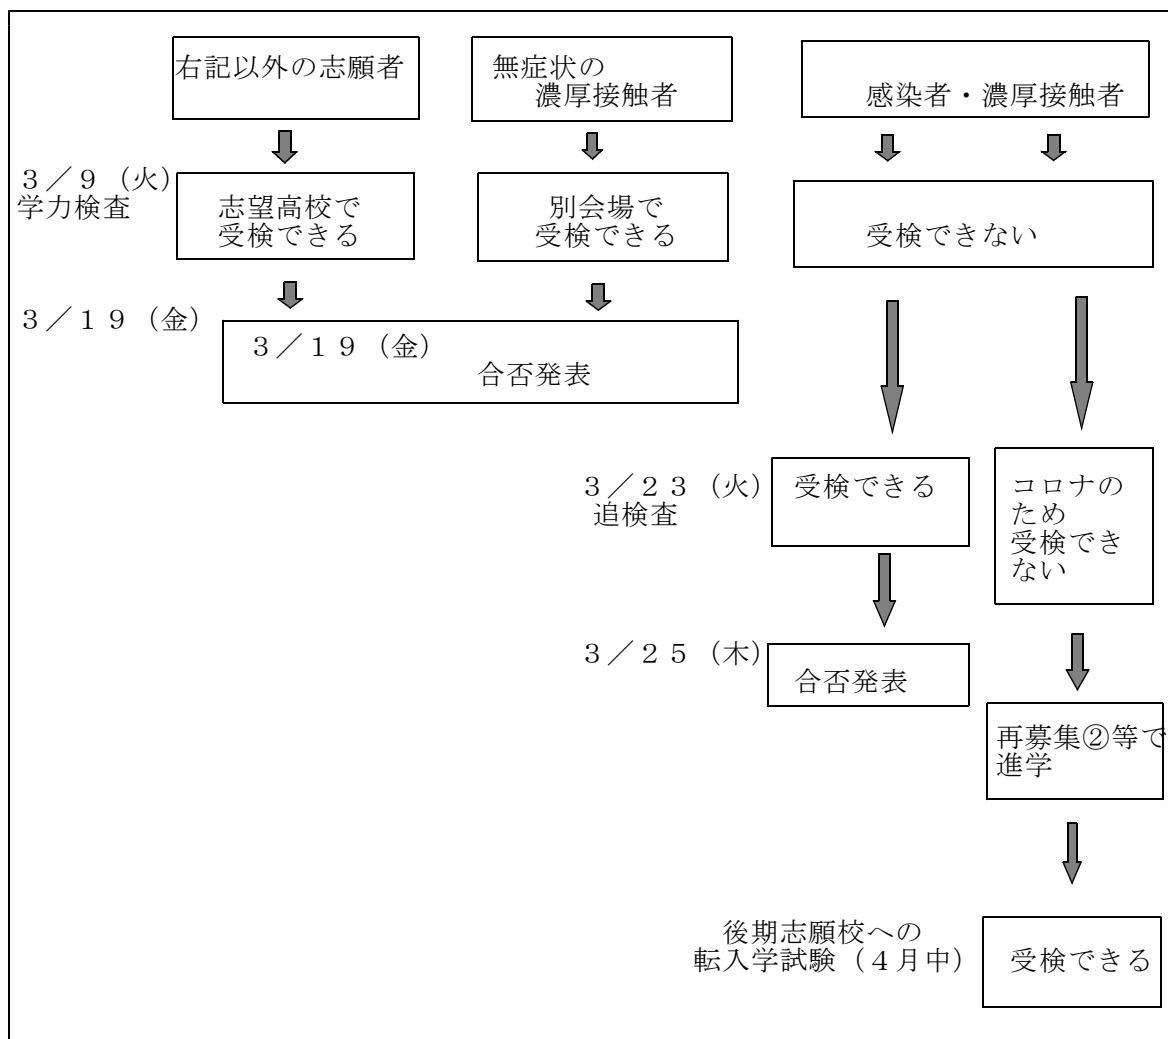 右記以外の志願者
無症状の
濃厚接触者
感染者・濃厚接触者
３／９（火）
学力検査
志望高校で
受検できる
別会場で
受検できる
受検できない
３／１９（金）
３／１９（金）
合否発表
３／２３（火）
追検査
受検できる
コロナの
ため
受検でき
ない
３／２５（木）
合否発表
再募集②等で
進学
後期志願校への
転入学試験（４月中）
受検できる